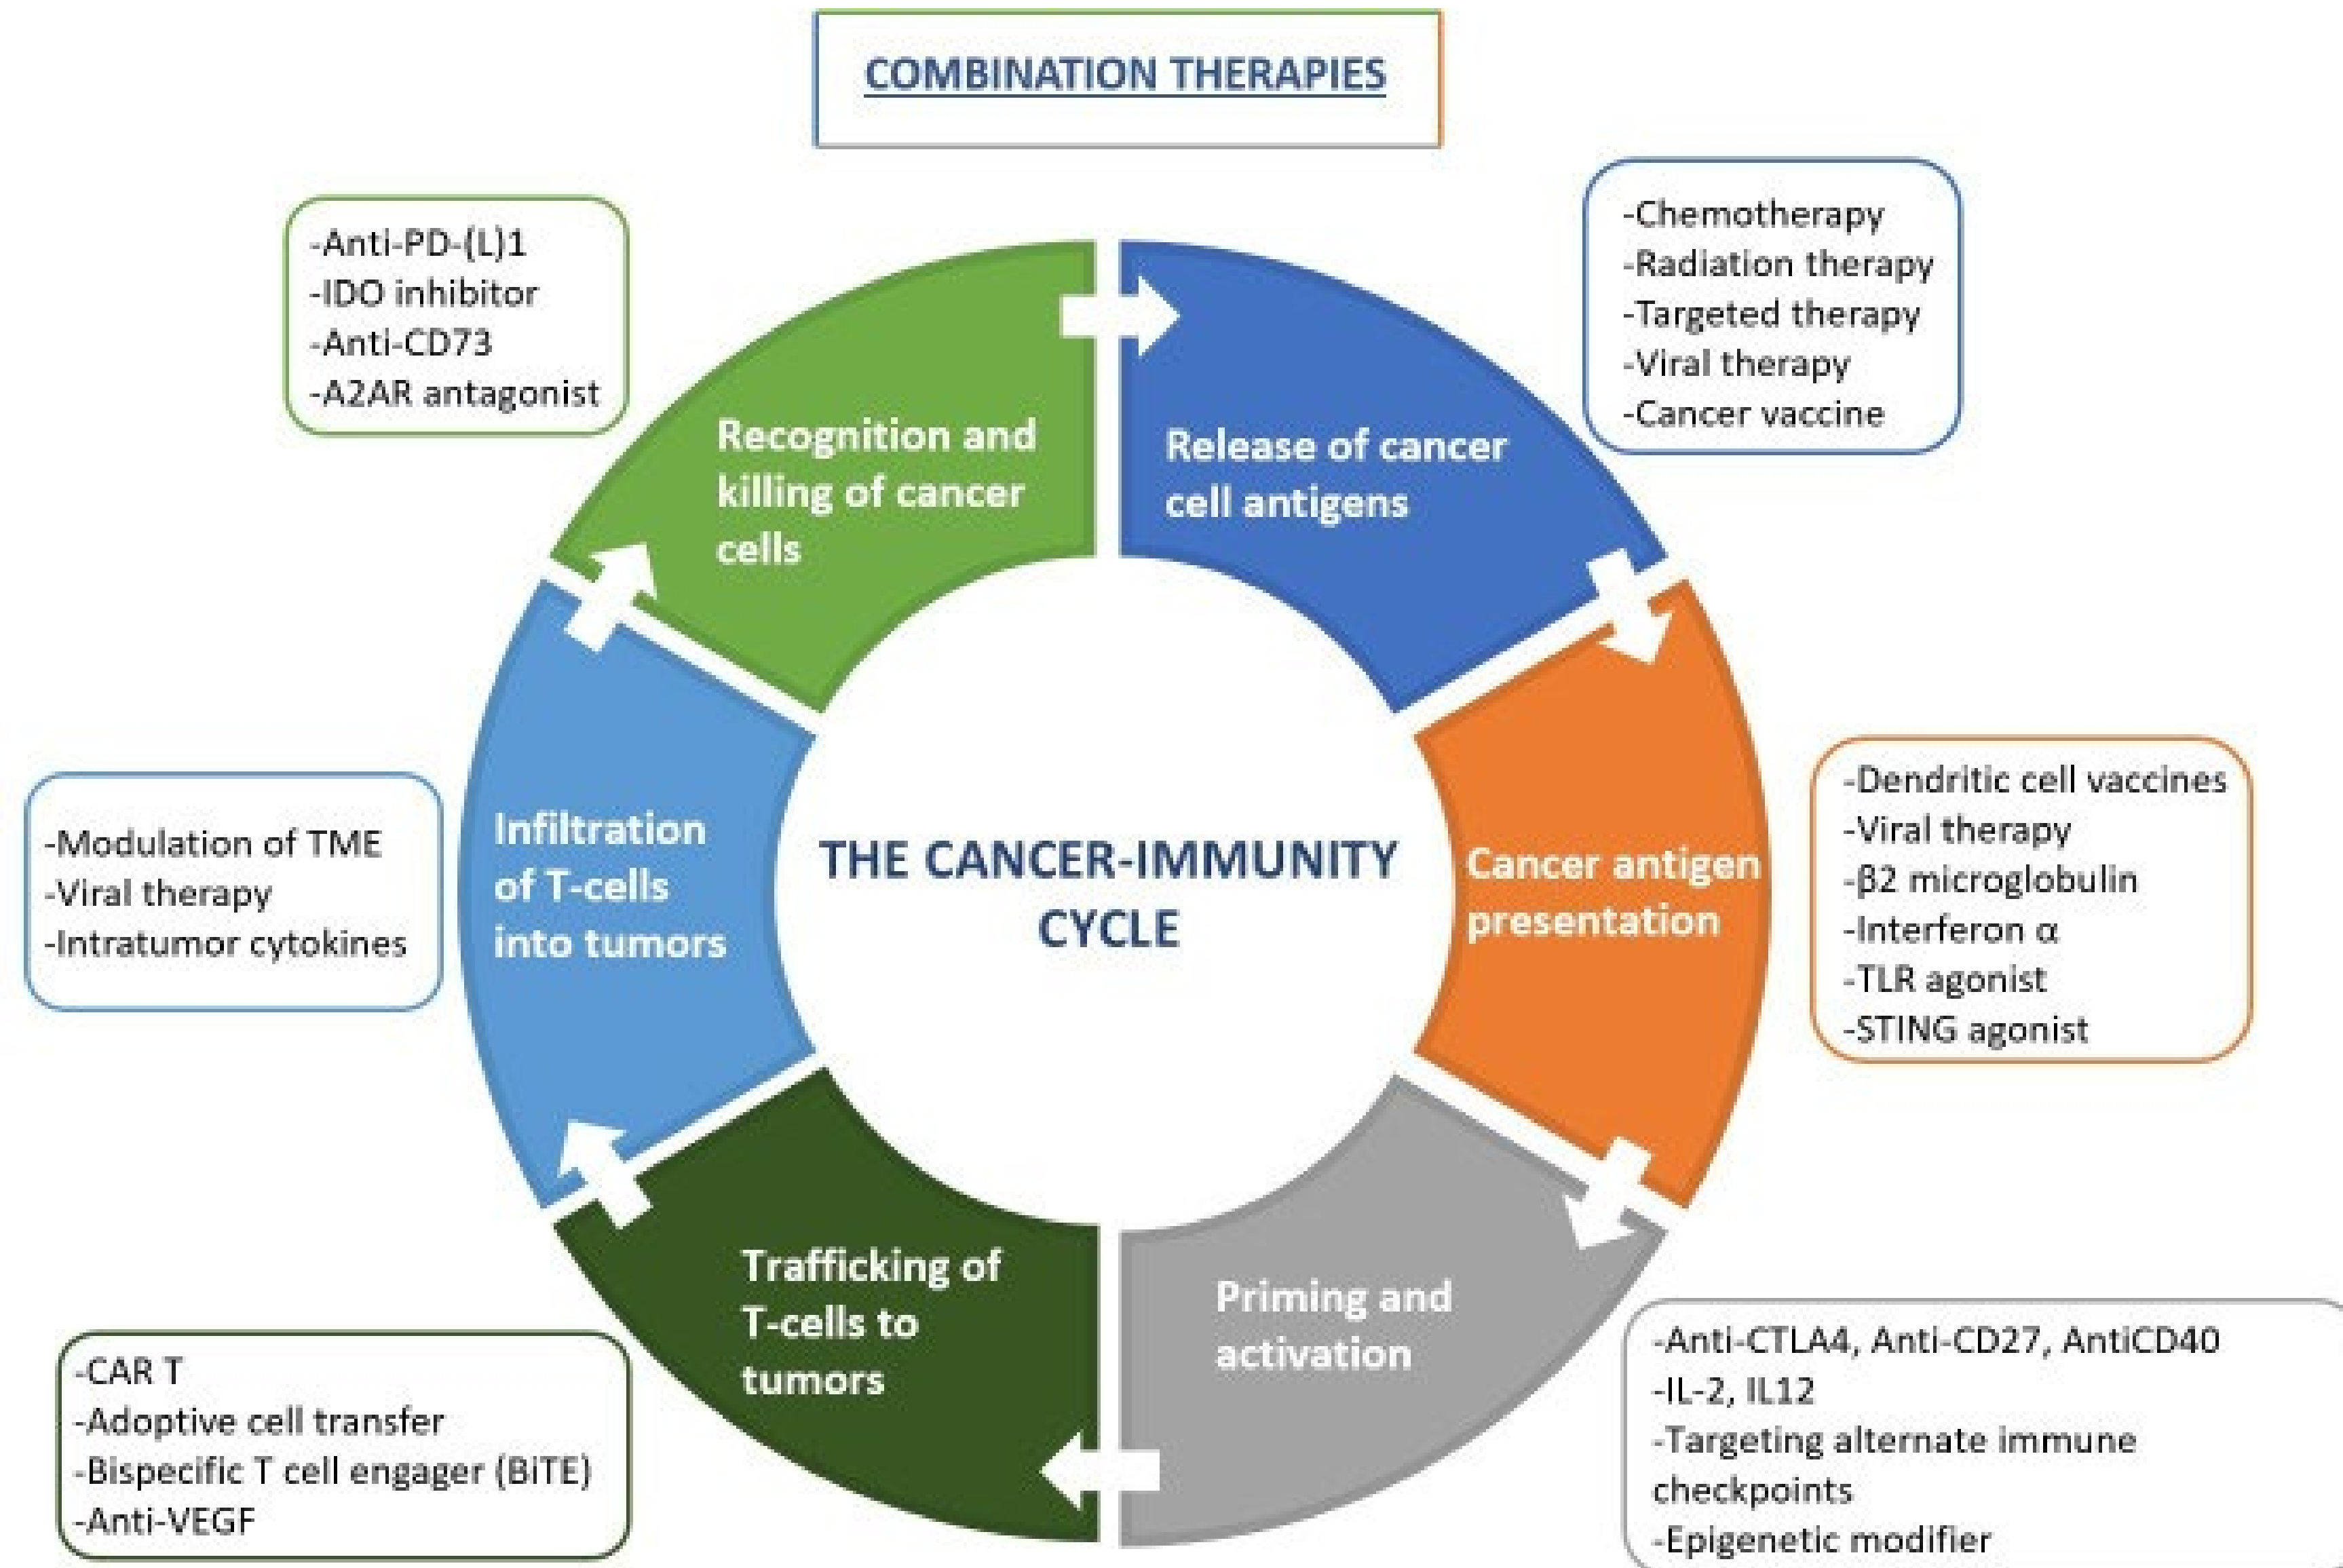 COMBINATION THERAPIES
-Chemotherapy
-Radiation therapy
-Targeted therapy
-Viral therapy
-Cancer vaccine
Release of cancer
cell antigens
-Dendritic cell vaccines
-Viral therapy
-β2 microglobulin
-Interferon α
-TLR agonist
-STING agonist
Cancer antigen
presentation
-Anti-CTLA4, Anti-CD27, AntiCD40
-IL-2, IL12
-Targeting alternate immune
checkpoints
-Epigenetic modifier
Priming and
activation
-CAR T
-Adoptive cell transfer
-Bispecific T cell engager (BiTE)
-Anti-VEGF
Trafficking of
T-cells to
tumors
-Modulation of TME
-Viral therapy
-Intratumor cytokines
Infiltration
of T-cells
into tumors
-Anti-PD-(L)1
-IDO inhibitor
-Anti-CD73
-A2AR antagonist
Recognition and
killing of cancer
cells
THE CANCER-IMMUNITY
CYCLE